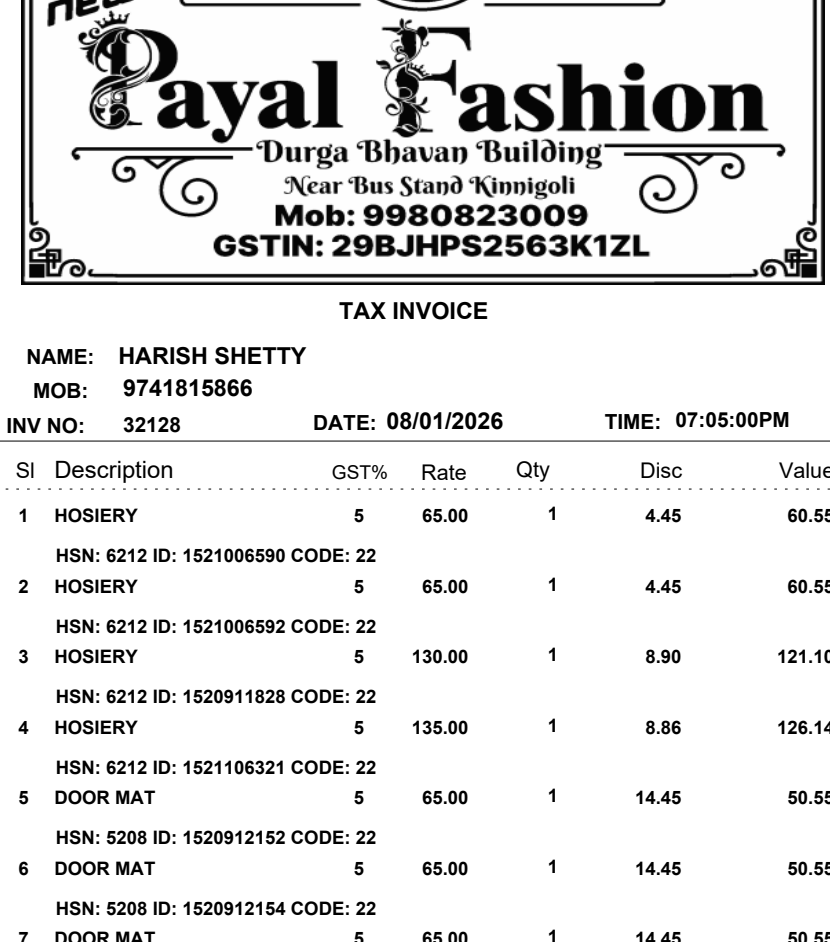 new
Payal Fashion
Durga Bhavan Building
Near Bus Stand Kinnigoli
Mob: 9980823009
GSTIN: 29BJHPS2563K1ZL
TAX INVOICE
NAME: HARISH SHETTY
MOB: 9741815866
INV NO: 32128 DATE: 08/01/2026 TIME: 07:05:00PM
Sl Description GST% Rate Qty Disc Value
1 HOSIERY 5 65.00 1 4.45 60.55
HSN: 6212 ID: 1521006590 CODE: 22
2 HOSIERY 5 65.00 1 4.45 60.55
HSN: 6212 ID: 1521006592 CODE: 22
3 HOSIERY 5 130.00 1 8.90 121.10
HSN: 6212 ID: 1520911828 CODE: 22
4 HOSIERY 5 135.00 1 8.86 126.14
HSN: 6212 ID: 1521106321 CODE: 22
5 DOOR MAT 5 65.00 1 14.45 50.55
HSN: 5208 ID: 1520912152 CODE: 22
6 DOOR MAT 5 65.00 1 14.45 50.55
HSN: 5208 ID: 1520912154 CODE: 22
7 DOOR MAT 5 65.00 1 14.45 50.55